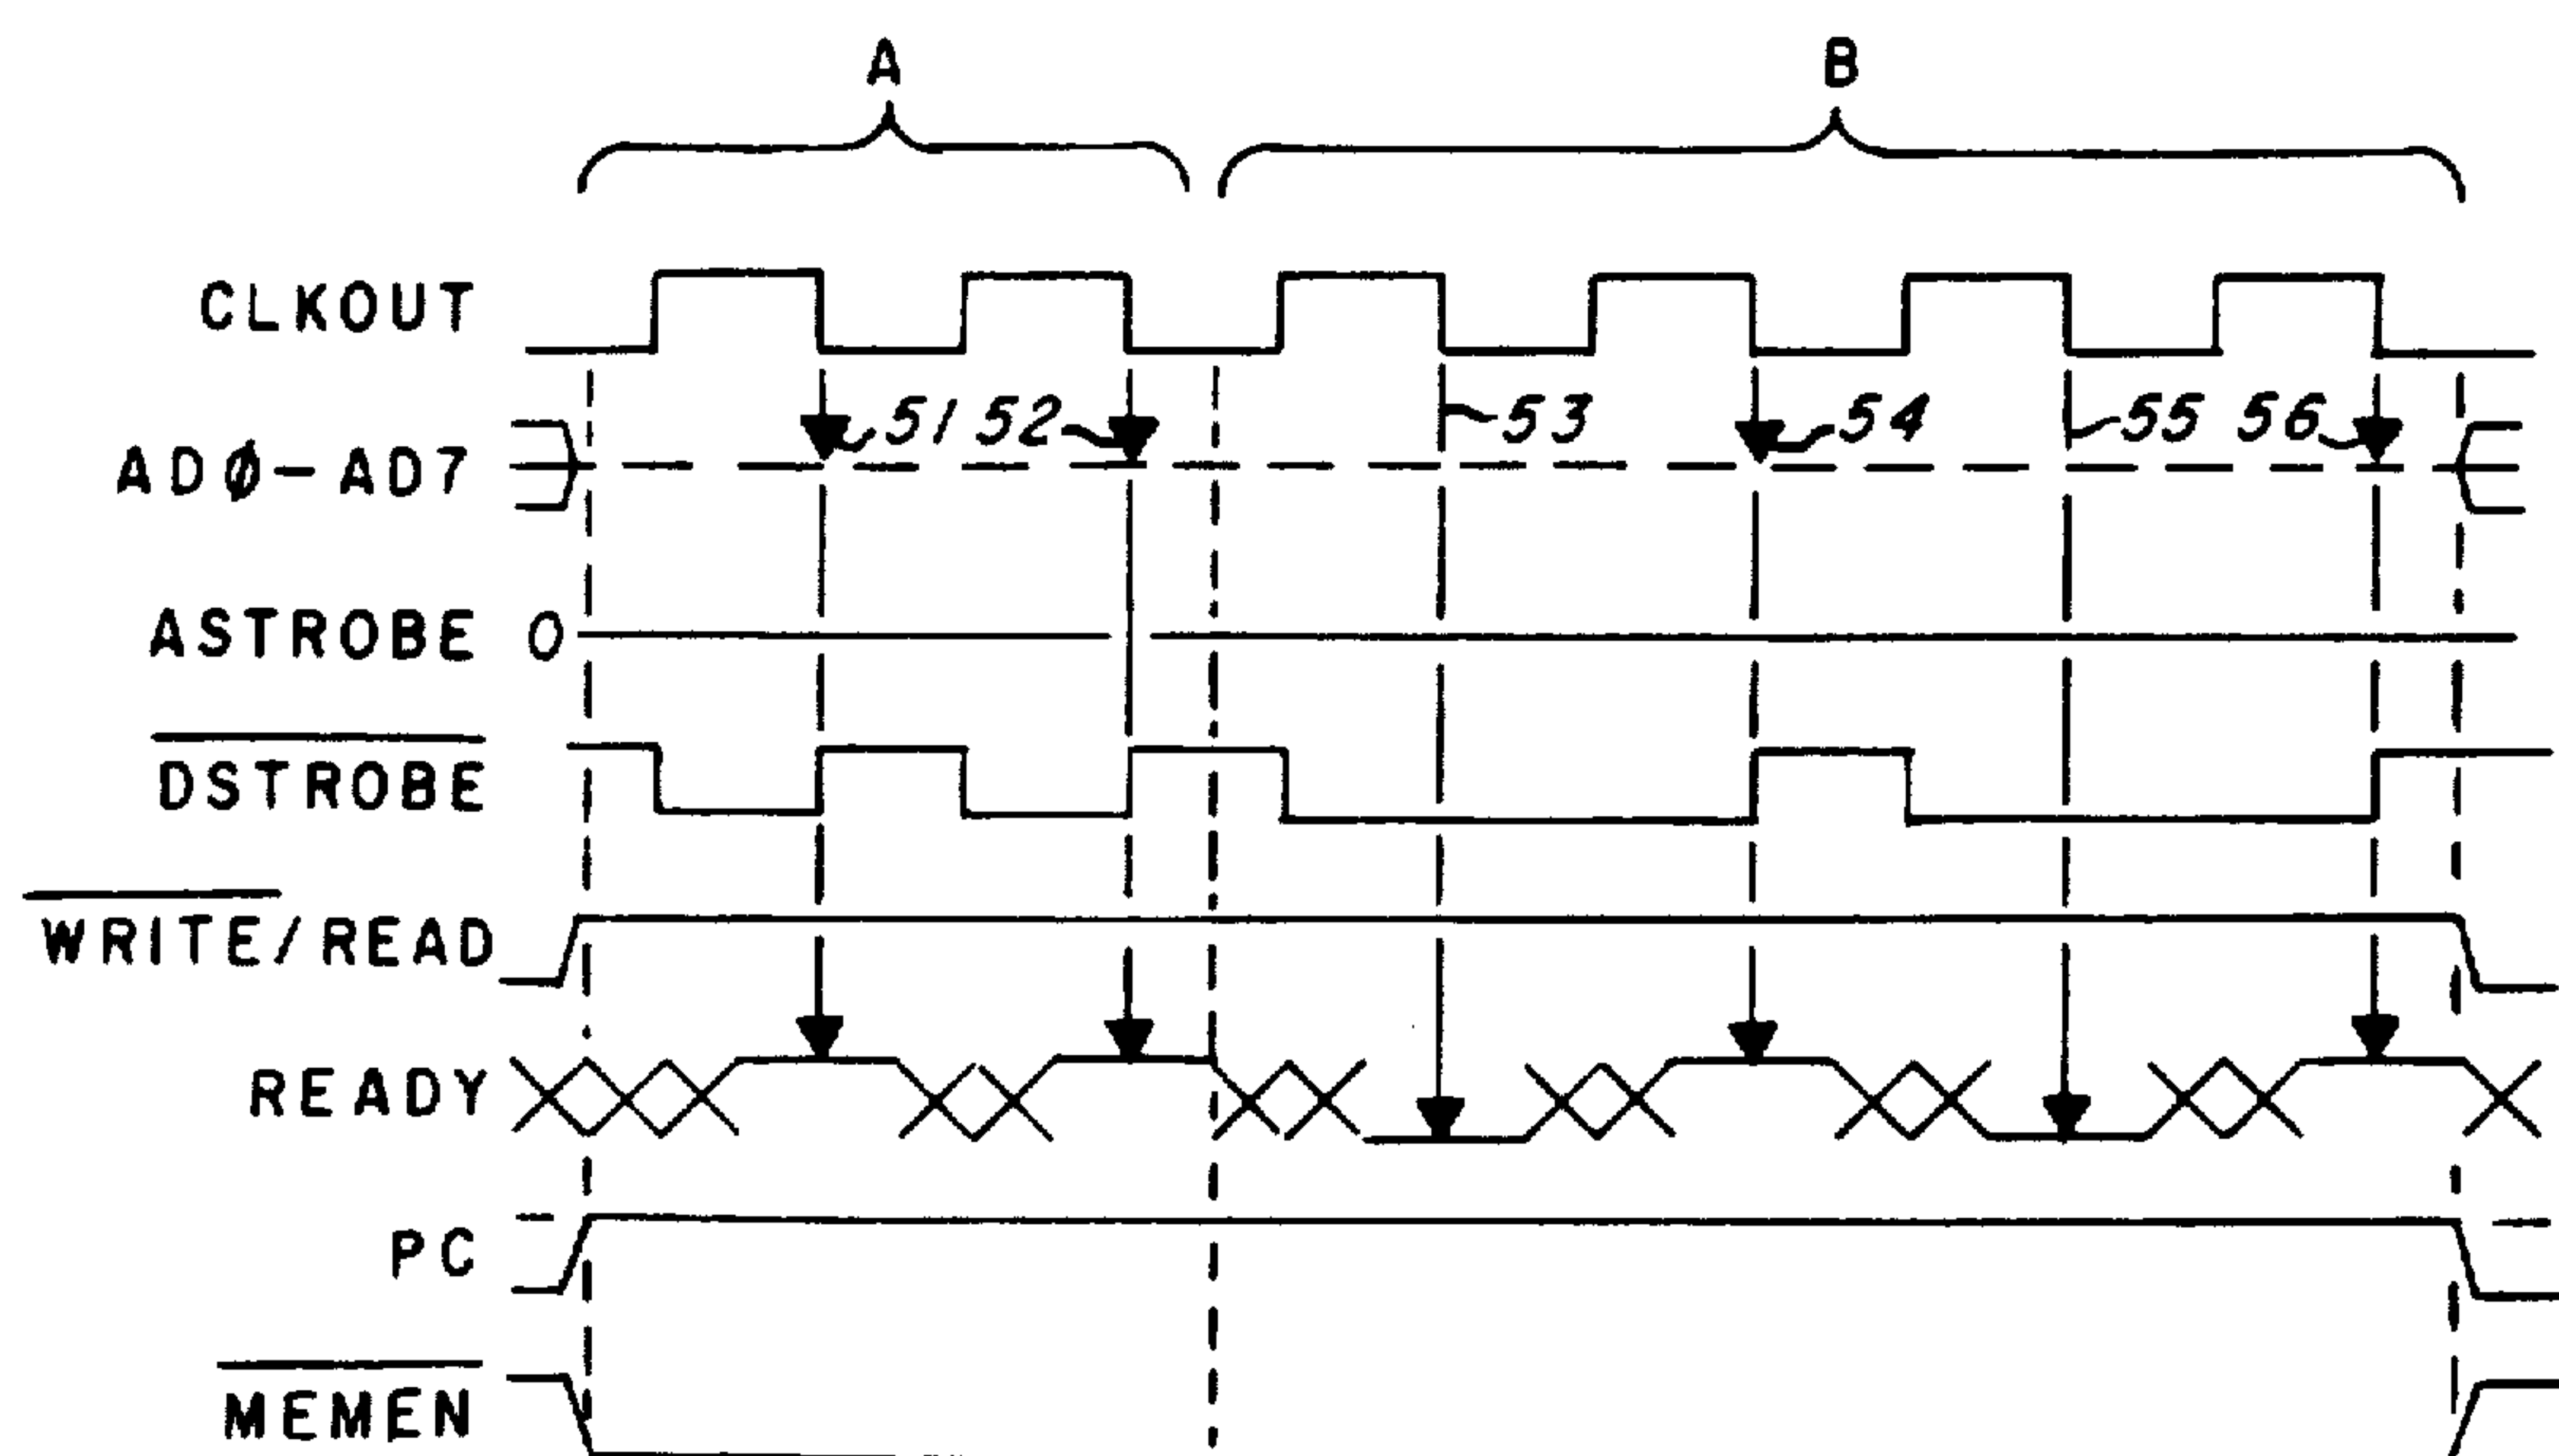 A
B
CLKOUT
51 52 53 54 55 56
ADØ-AD7
ASTROBE 0
DSTROBE
WRITE/READ
READY
PC
MEMEN